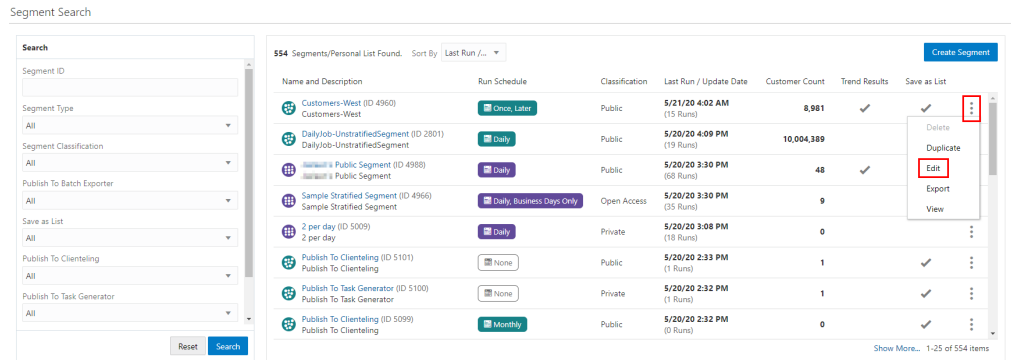 Segment Search
Search
Segment ID
Segment Type
All
Segment Classification
All
Publish To Batch Exporter
All
Save as List
All
Publish To Clienteling
All
Publish To Task Generator
All
Reset Search
554 Segments/Personal List Found. Sort By Last Run /... Create Segment
Name and Description Run Schedule Classification Last Run / Update Date Customer Count Trend Results Save as List
Customers-West (ID 4960) Once, Later Public 5/21/20 4:02 AM 8,981
Customers-West (15 Runs)
DailyJob-UnstratifiedSegment (ID 2801) Daily Public 5/20/20 4:09 PM 10,004,389
DailyJob-UnstratifiedSegment (19 Runs)
Public Segment (ID 4988) Daily Public 5/20/20 3:30 PM 48
Public Segment (68 Runs)
Sample Stratified Segment (ID 4966) Daily, Business Days Only Open Access 5/20/20 3:30 PM 9
Sample Stratified Segment (35 Runs)
2 per day (ID 5009) Daily Private 5/20/20 3:08 PM 0
2 per day (18 Runs)
Publish To Clienteling (ID 5101) None Public 5/20/20 2:33 PM 1
Publish To Clienteling (1 Runs)
Publish To Task Generator (ID 5100) None Private 5/20/20 2:32 PM 1
Publish To Task Generator (1 Runs)
Publish To Clienteling (ID 5099) Monthly Public 5/20/20 2:32 PM 0
Publish To Clienteling (0 Runs)
Delete
Duplicate
Edit
Export
View
Show More... 1-25 of 554 items